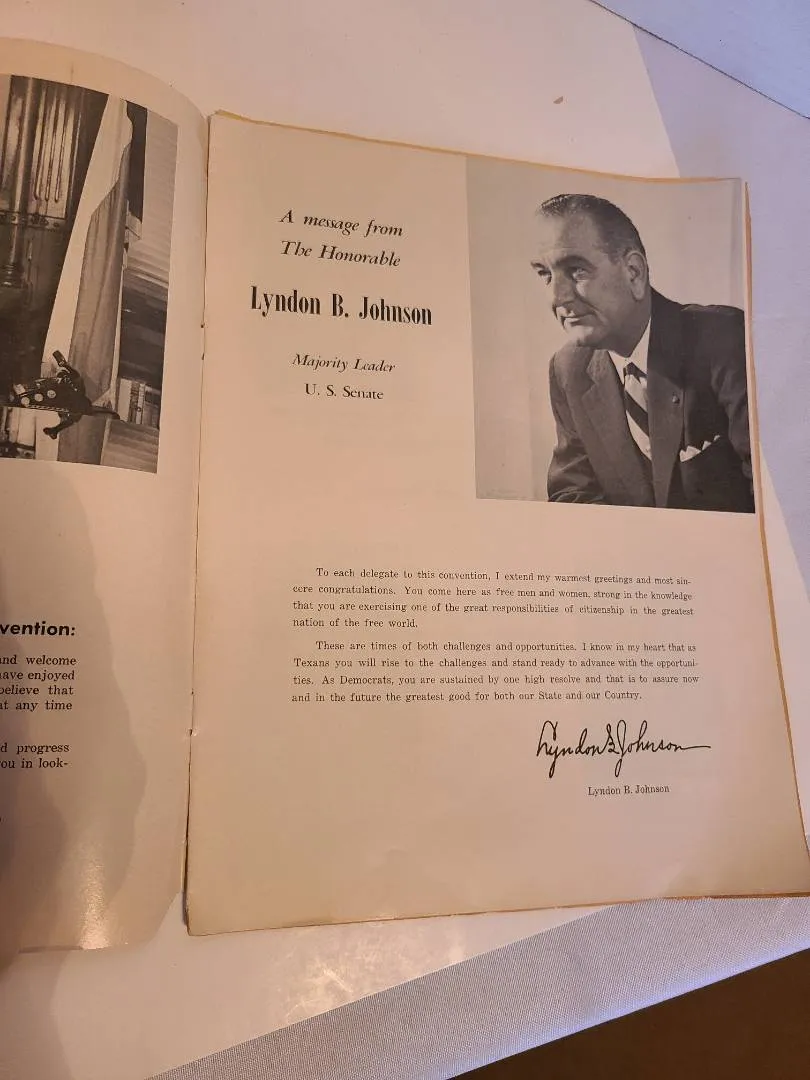 vention:
nd welcome
ave enjoyed
believe that
at any time
d progress
ou in look-
A message from
The Honorable
Lyndon B. Johnson
Majority Leader
U. S. Senate
To each delegate to this convention, I extend my warmest greetings and most sin-
cere congratulations. You come here as free men and women, strong in the knowledge
that you are exercising one of the great responsibilities of citizenship in the greatest
nation of the free world.
These are times of both challenges and opportunities. I know in my heart that as
Texans you will rise to the challenges and stand ready to advance with the opportuni-
ties. As Democrats, you are sustained by one high resolve and that is to assure now
and in the future the greatest good for both our State and our Country.
Lyndon B Johnson
Lyndon B. Johnson